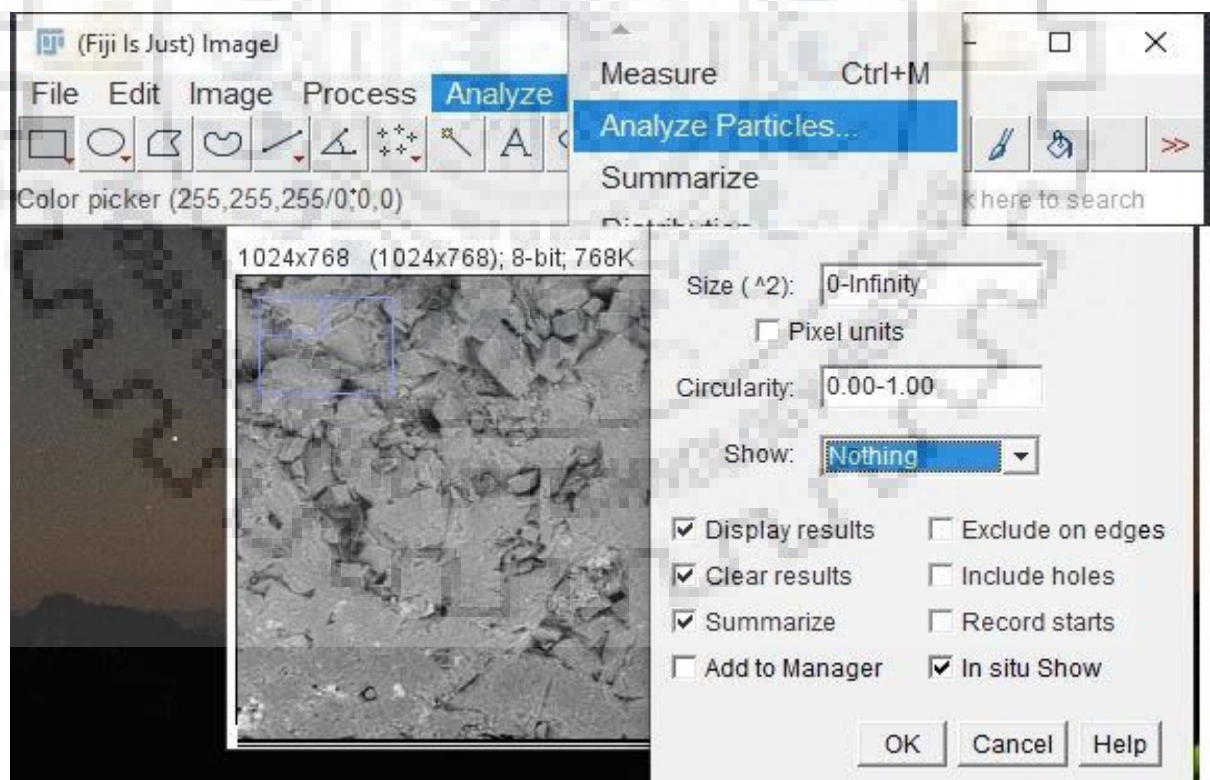 (Fiji Is Just) ImageJ
File Edit Image Process Analyze
Measure Ctrl+M
Analyze Particles...
Summarize
Distribution...
Color picker (255,255,255/0,0,0)
here to search
1024x768 (1024x768); 8-bit; 768K
Size ( ^2): 0-Infinity
Pixel units
Circularity: 0.00-1.00
Show: Nothing
Display results Exclude on edges
Clear results Include holes
Summarize Record starts
Add to Manager In situ Show
OK Cancel Help